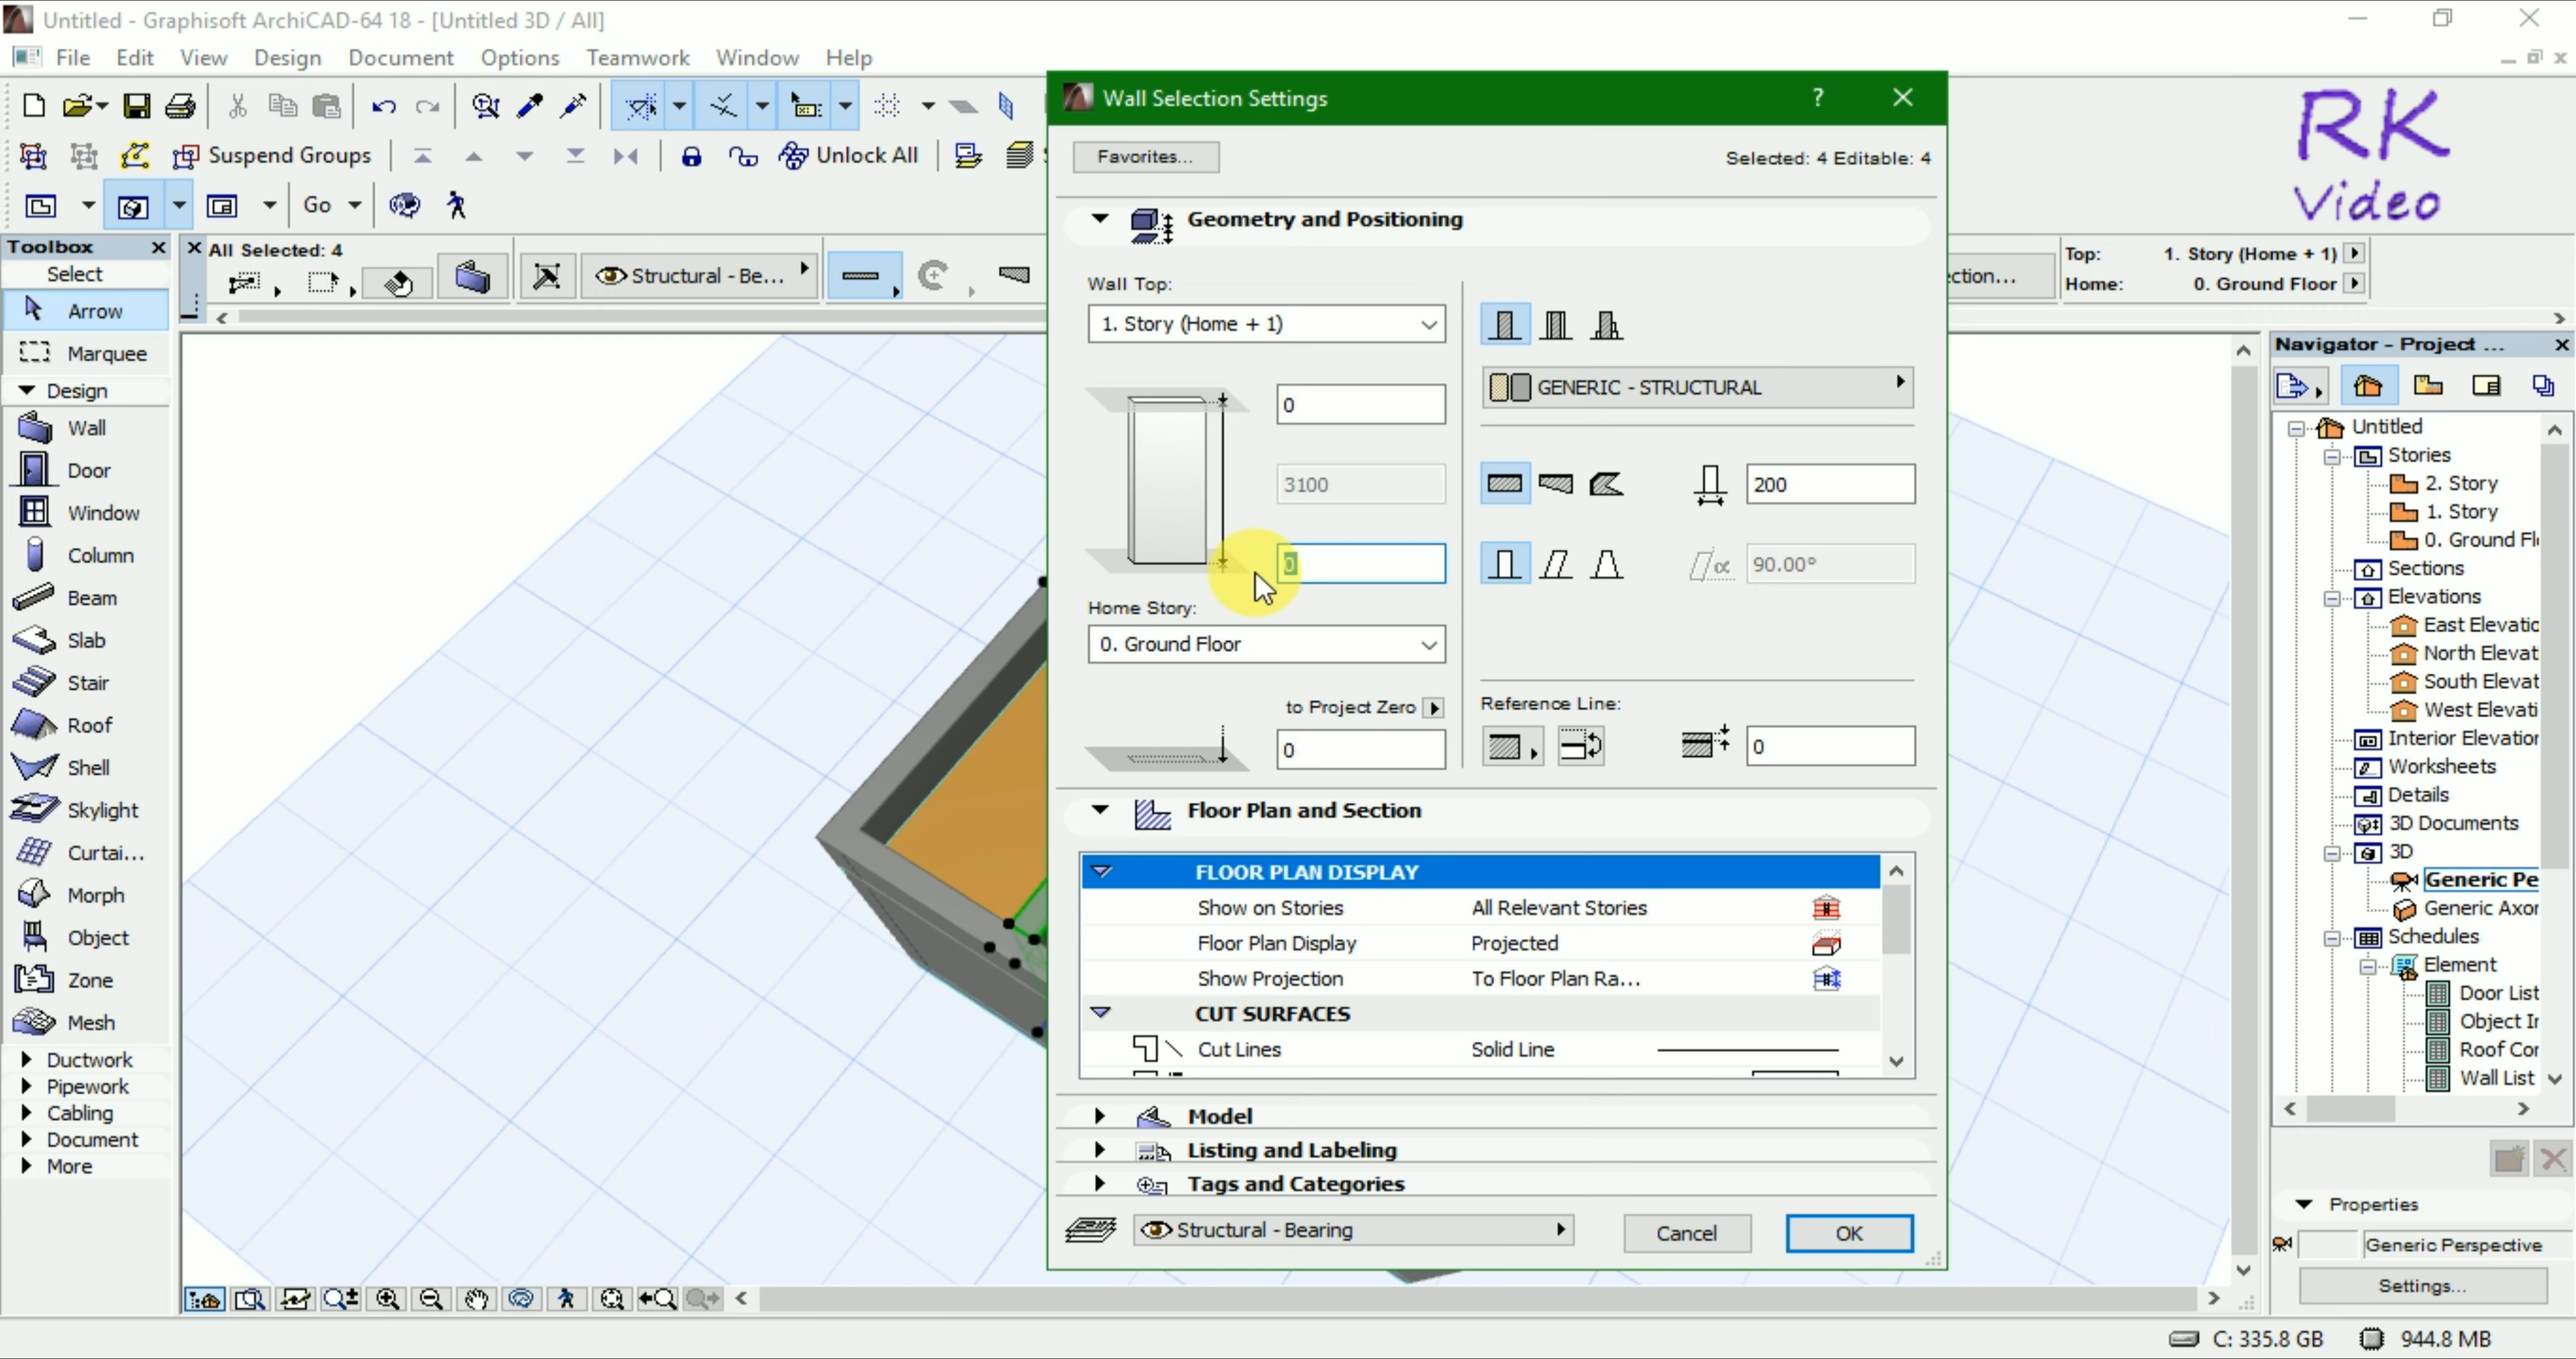 Untitled - Graphisoft ArchiCAD-64 18 - [Untitled 3D / All]
File Edit View Design Document Options Teamwork Window Help
Suspend Groups
Unlock All
Go
RK
Video
Toolbox
Select
Arrow
Marquee
Design
Wall
Door
Window
Column
Beam
Slab
Stair
Roof
Shell
Skylight
Curtai...
Morph
Object
Zone
Mesh
Ductwork
Pipework
Cabling
Document
More
All Selected: 4
Structural - Be...
Wall Selection Settings
?
Favorites...
Selected: 4 Editable: 4
Geometry and Positioning
Wall Top:
1. Story (Home + 1)
0
3100
0
Home Story:
0. Ground Floor
to Project Zero
0
GENERIC - STRUCTURAL
200
α
90.00°
Reference Line:
0
Floor Plan and Section
FLOOR PLAN DISPLAY
Show on Stories All Relevant Stories
Floor Plan Display Projected
Show Projection To Floor Plan Ra...
CUT SURFACES
Cut Lines Solid Line
Model
Listing and Labeling
Tags and Categories
Structural - Bearing
Cancel
OK
ction...
Top: 1. Story (Home + 1)
Home: 0. Ground Floor
Navigator - Project ...
Untitled
Stories
2. Story
1. Story
0. Ground Fl
Sections
Elevations
East Elevatio
North Elevat
South Elevat
West Elevati
Interior Elevation
Worksheets
Details
3D Documents
3D
Generic Pe
Generic Axor
Schedules
Element
Door List
Object Ir
Roof Cor
Wall List
Properties
Generic Perspective
Settings...
C: 335.8 GB
944.8 MB